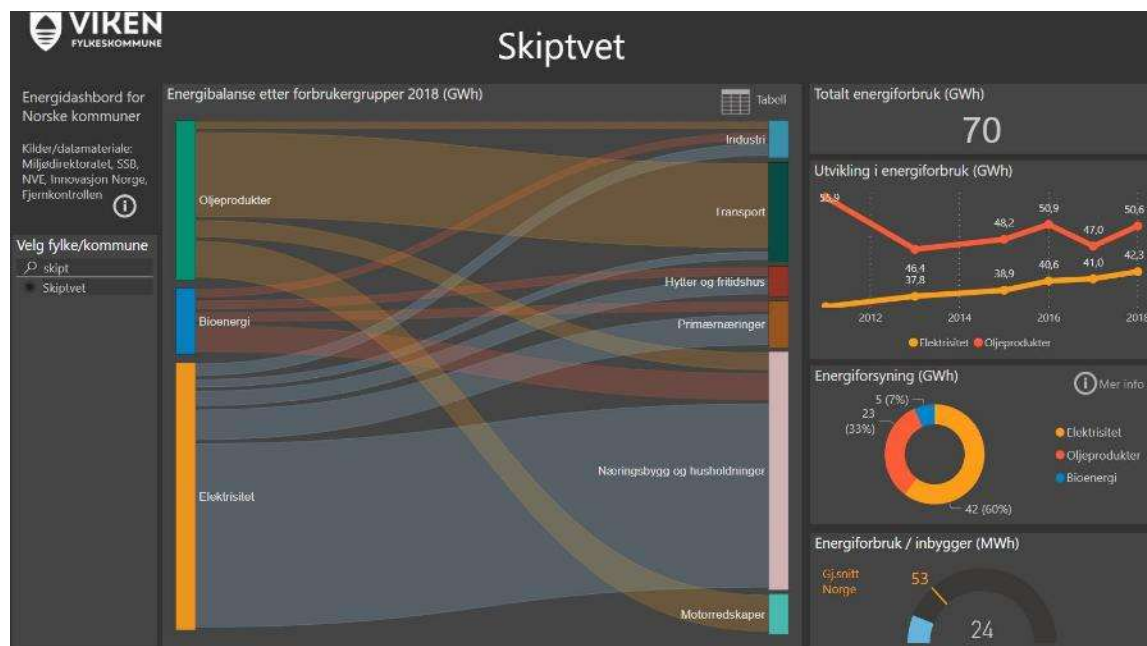 VIKEN
FYLKESKOMMUNE
Skiptvet
Energidashbord for
Norske kommuner
Kilder/datamateriale:
Miljødirektoratet, SSB,
NVE, Innovasjon Norge,
Fjernkontrollen
Velg fylke/kommune
skipt
Skiptvet
Energibalanse etter forbrukergrupper 2018 (GWh)
Tabell
Oljeprodukter
Bioenergi
Elektrisitet
Industri
Transport
Hytter og fritidshus
Primærnæringer
Næringsbygg og husholdninger
Motorredskaper
Totalt energiforbruk (GWh)
70
Utvikling i energiforbruk (GWh)
55,9
46,4
48,2
50,9
47,0
50,6
37,8
38,9
40,6
41,0
42,3
2012
2014
2016
2018
Elektrisitet
Oljeprodukter
Energiforsyning (GWh)
Mer info
5 (7%)
23
(33%)
42 (60%)
Elektrisitet
Oljeprodukter
Bioenergi
Energiforbruk / inbygger (MWh)
Gj.snitt
Norge
53
24